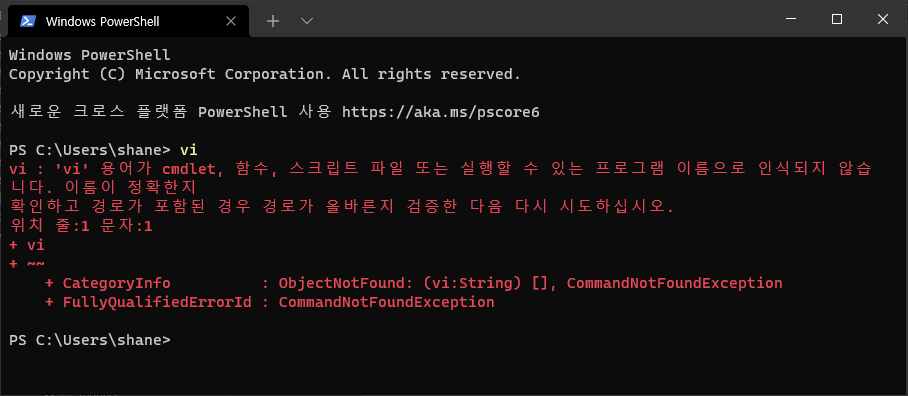 Windows PowerShell
Windows PowerShell
Copyright (C) Microsoft Corporation. All rights reserved.
새로운 크로스 플랫폼 PowerShell 사용 https://aka.ms/pscore6
PS C:\Users\shane> vi
vi : 'vi' 용어가 cmdlet, 함수, 스크립트 파일 또는 실행할 수 있는 프로그램 이름으로 인식되지 않습
니다. 이름이 정확한지
확인하고 경로가 포함된 경우 경로가 올바른지 검증한 다음 다시 시도하십시오.
위치 줄:1 문자:1
+ vi
+ ~~
    + CategoryInfo          : ObjectNotFound: (vi:String) [], CommandNotFoundException
    + FullyQualifiedErrorId : CommandNotFoundException
PS C:\Users\shane>